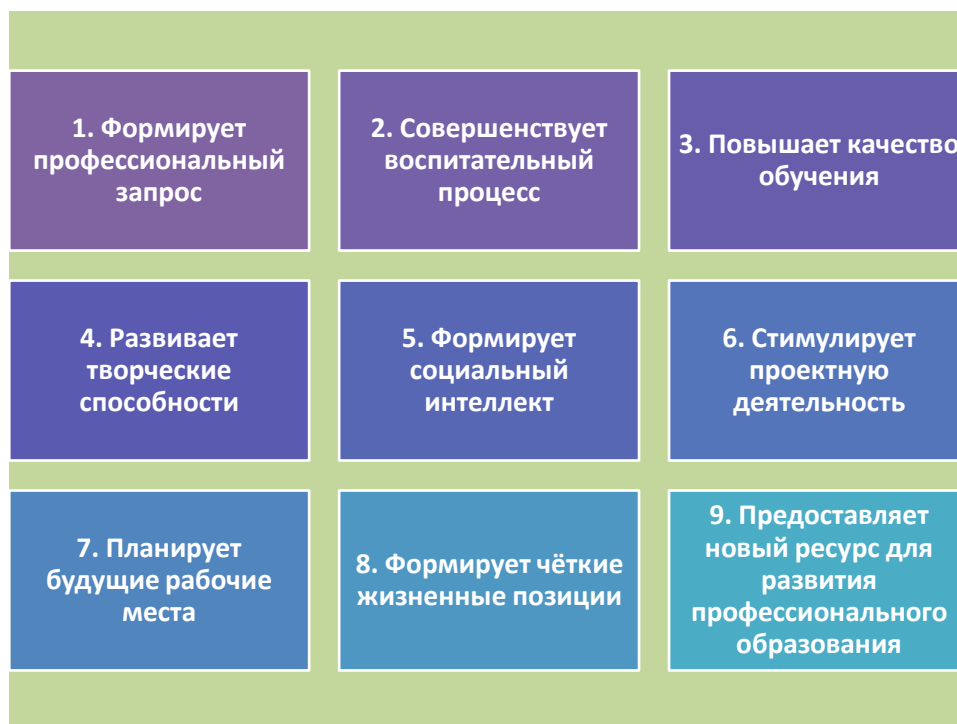 1. Формирует
профессиональный
запрос
2. Совершенствует
воспитательный
процесс
3. Повышает качество
обучения
4. Развивает
творческие
способности
5. Формирует
социальный
интеллект
6. Стимулирует
проектную
деятельность
7. Планирует
будущие рабочие
места
8. Формирует чёткие
жизненные позиции
9. Предоставляет
новый ресурс для
развития
профессионального
образования